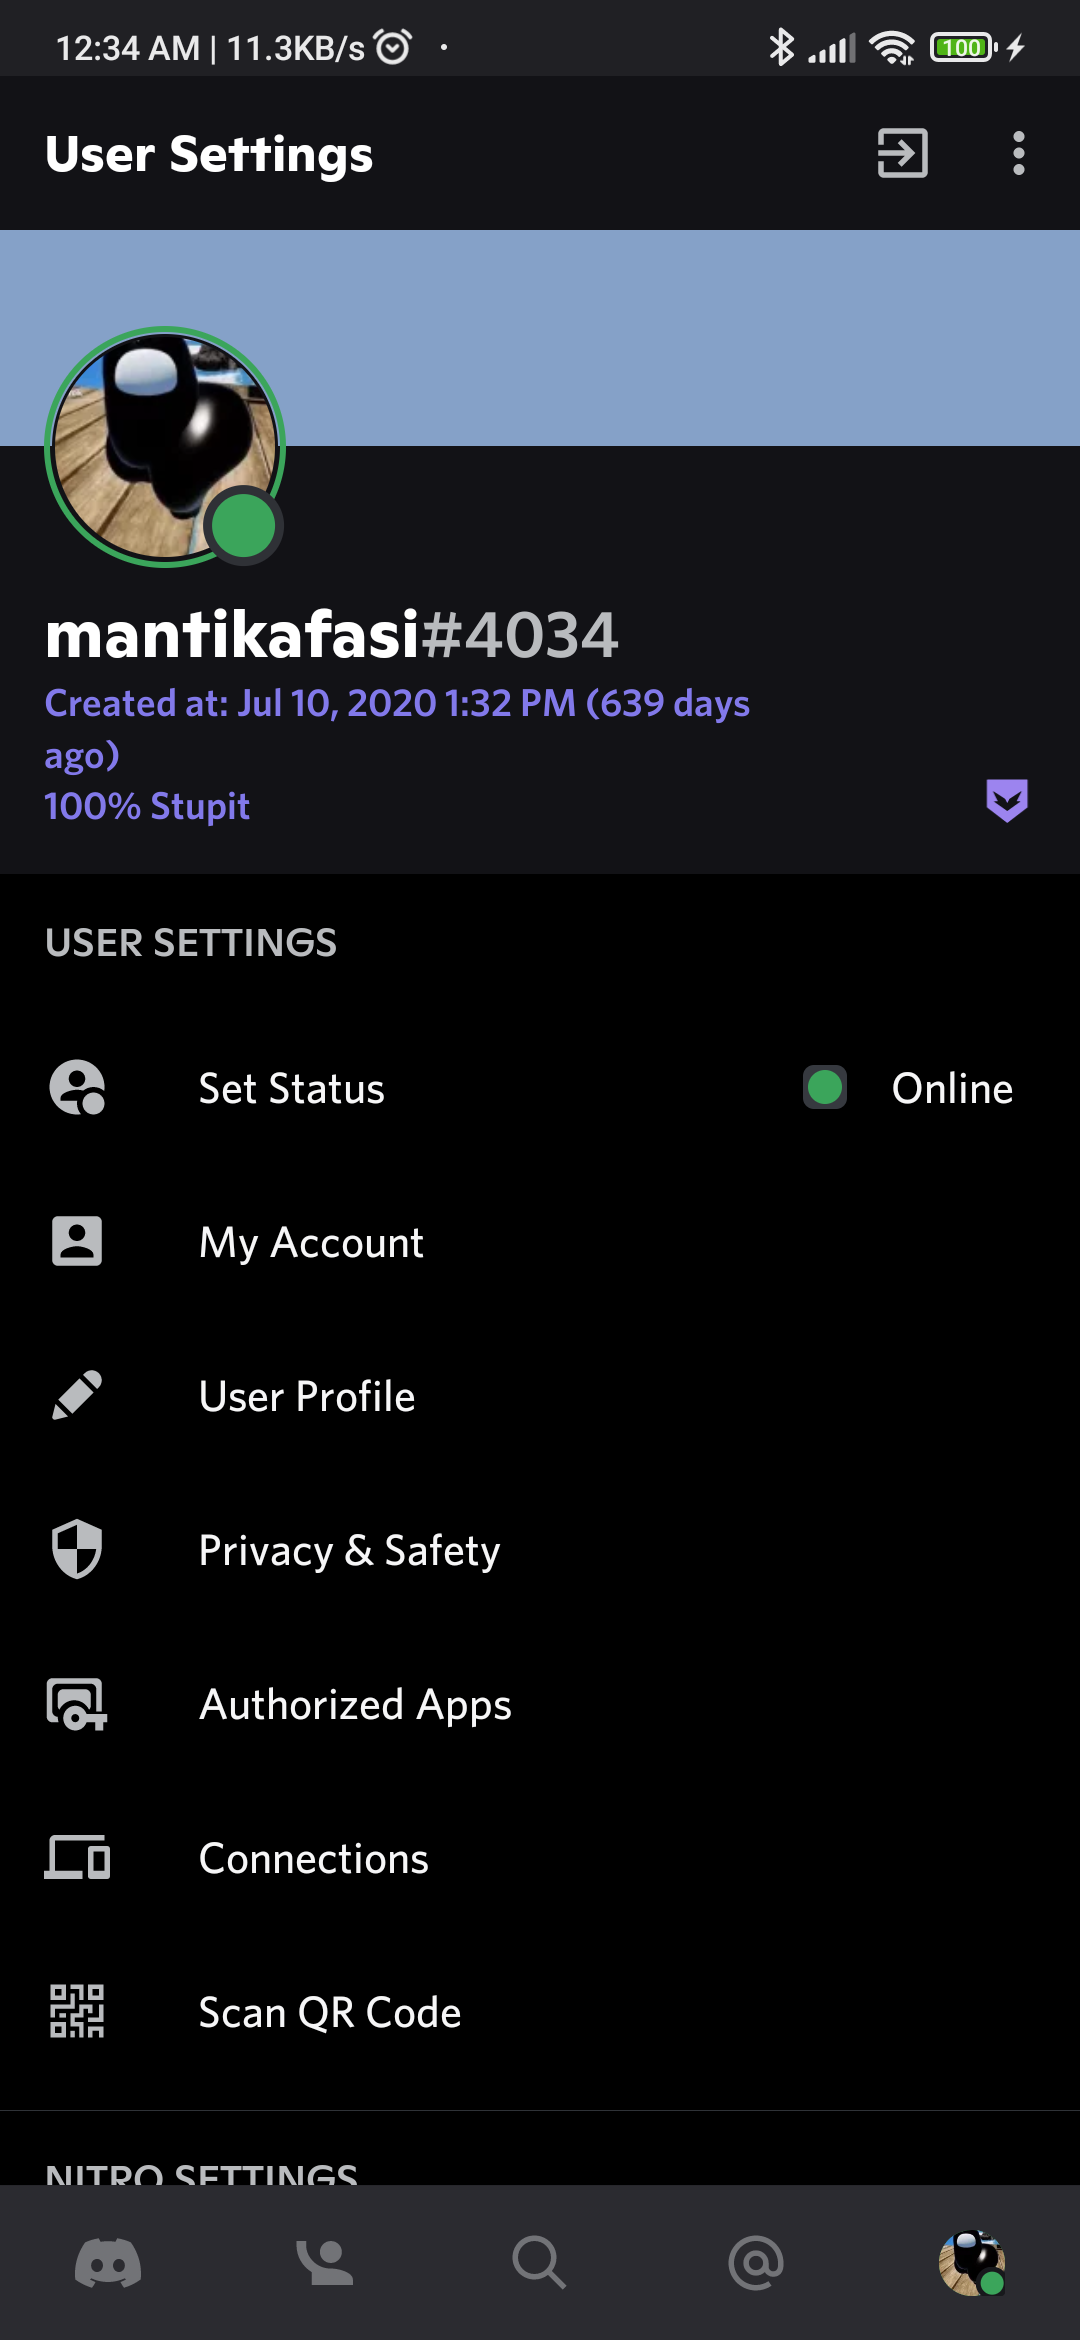 12:34 AM | 11.3KB/s
100
User Settings
mantikafasi#4034
Created at: Jul 10, 2020 1:32 PM (639 days
ago)
100% Stupit
USER SETTINGS
Set Status
Online
My Account
User Profile
Privacy & Safety
Authorized Apps
Connections
Scan QR Code
NITRO SETTINGS